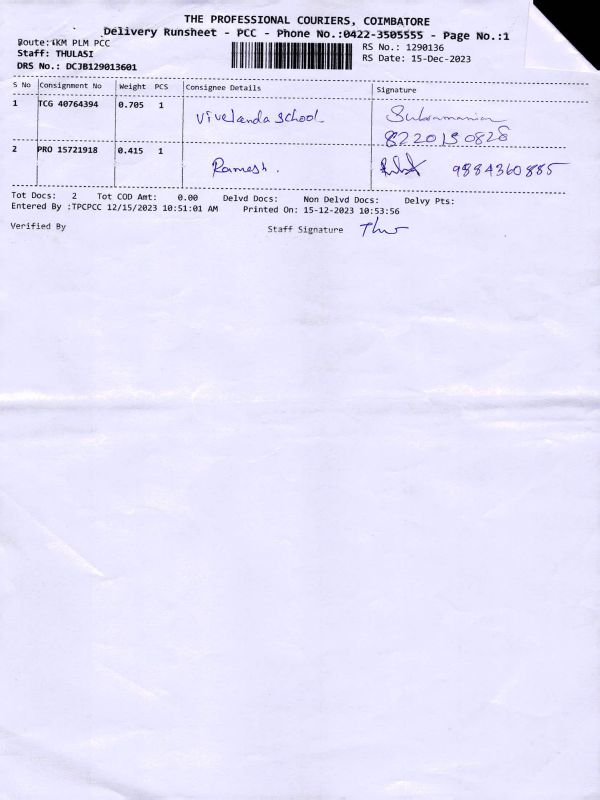 THE PROFESSIONAL COURIERS, COIMBATORE
Delivery Runsheet - PCC - Phone No.:0422-3505555 - Page No.:1
Route:IKM PLM PCC
RS No.: 1290136
Staff: THULASI
RS Date: 15-Dec-2023
DRS No.: DCJB129013601
S No Consignment No Weight PCS Consignee Details Signature
1 TCG 40764394 0.705 1 Vivelanda School Subramanian
8220150828
2 PRO 15721918 0.415 1 Ramesh. 9884360885
Tot Docs: 2 Tot COD Amt: 0.00 Delvd Docs: Non Delvd Docs: Delvy Pts:
Entered By :TPCPCC 12/15/2023 10:51:01 AM Printed On: 15-12-2023 10:53:56
Verified By Staff Signature